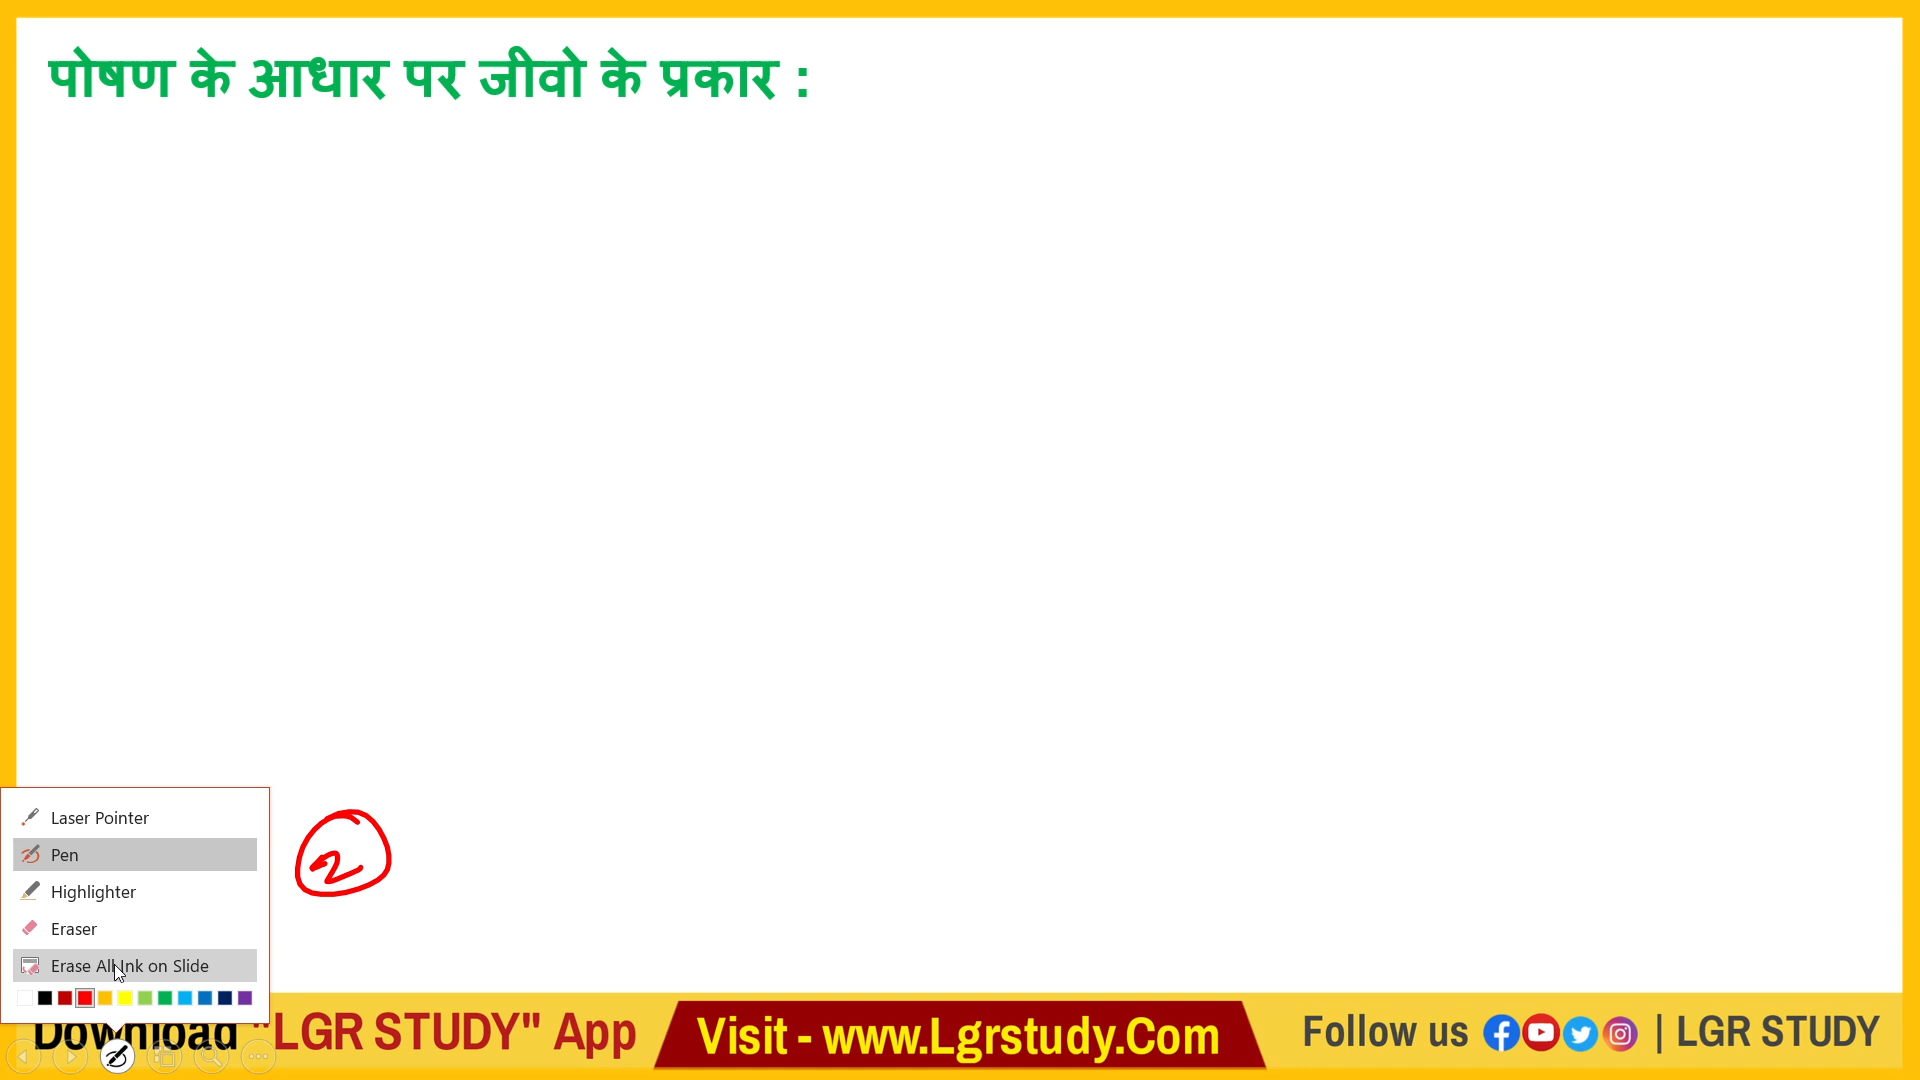 पोषण के आधार पर जीवो के प्रकार :
Laser Pointer
Pen
Highlighter
Eraser
Erase All Ink on Slide
2
Download "LGR STUDY" App
Visit - www.Lgrstudy.Com
Follow us | LGR STUDY